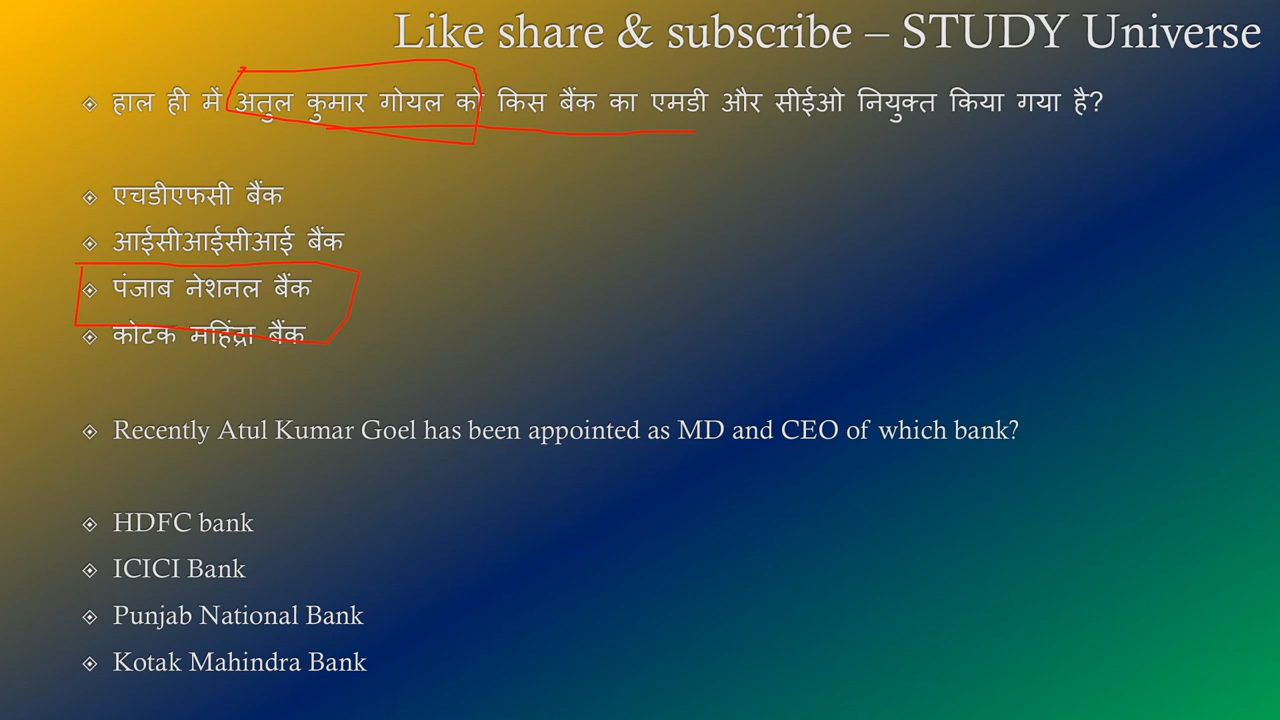 Like share & subscribe – STUDY Universe
हाल ही में अतुल कुमार गोयल को किस बैंक का एमडी और सीईओ नियुक्त किया गया है?
एचडीएफसी बैंक
आईसीआईसीआई बैंक
पंजाब नेशनल बैंक
कोटक महिंद्रा बैंक
Recently Atul Kumar Goel has been appointed as MD and CEO of which bank?
HDFC bank
ICICI Bank
Punjab National Bank
Kotak Mahindra Bank